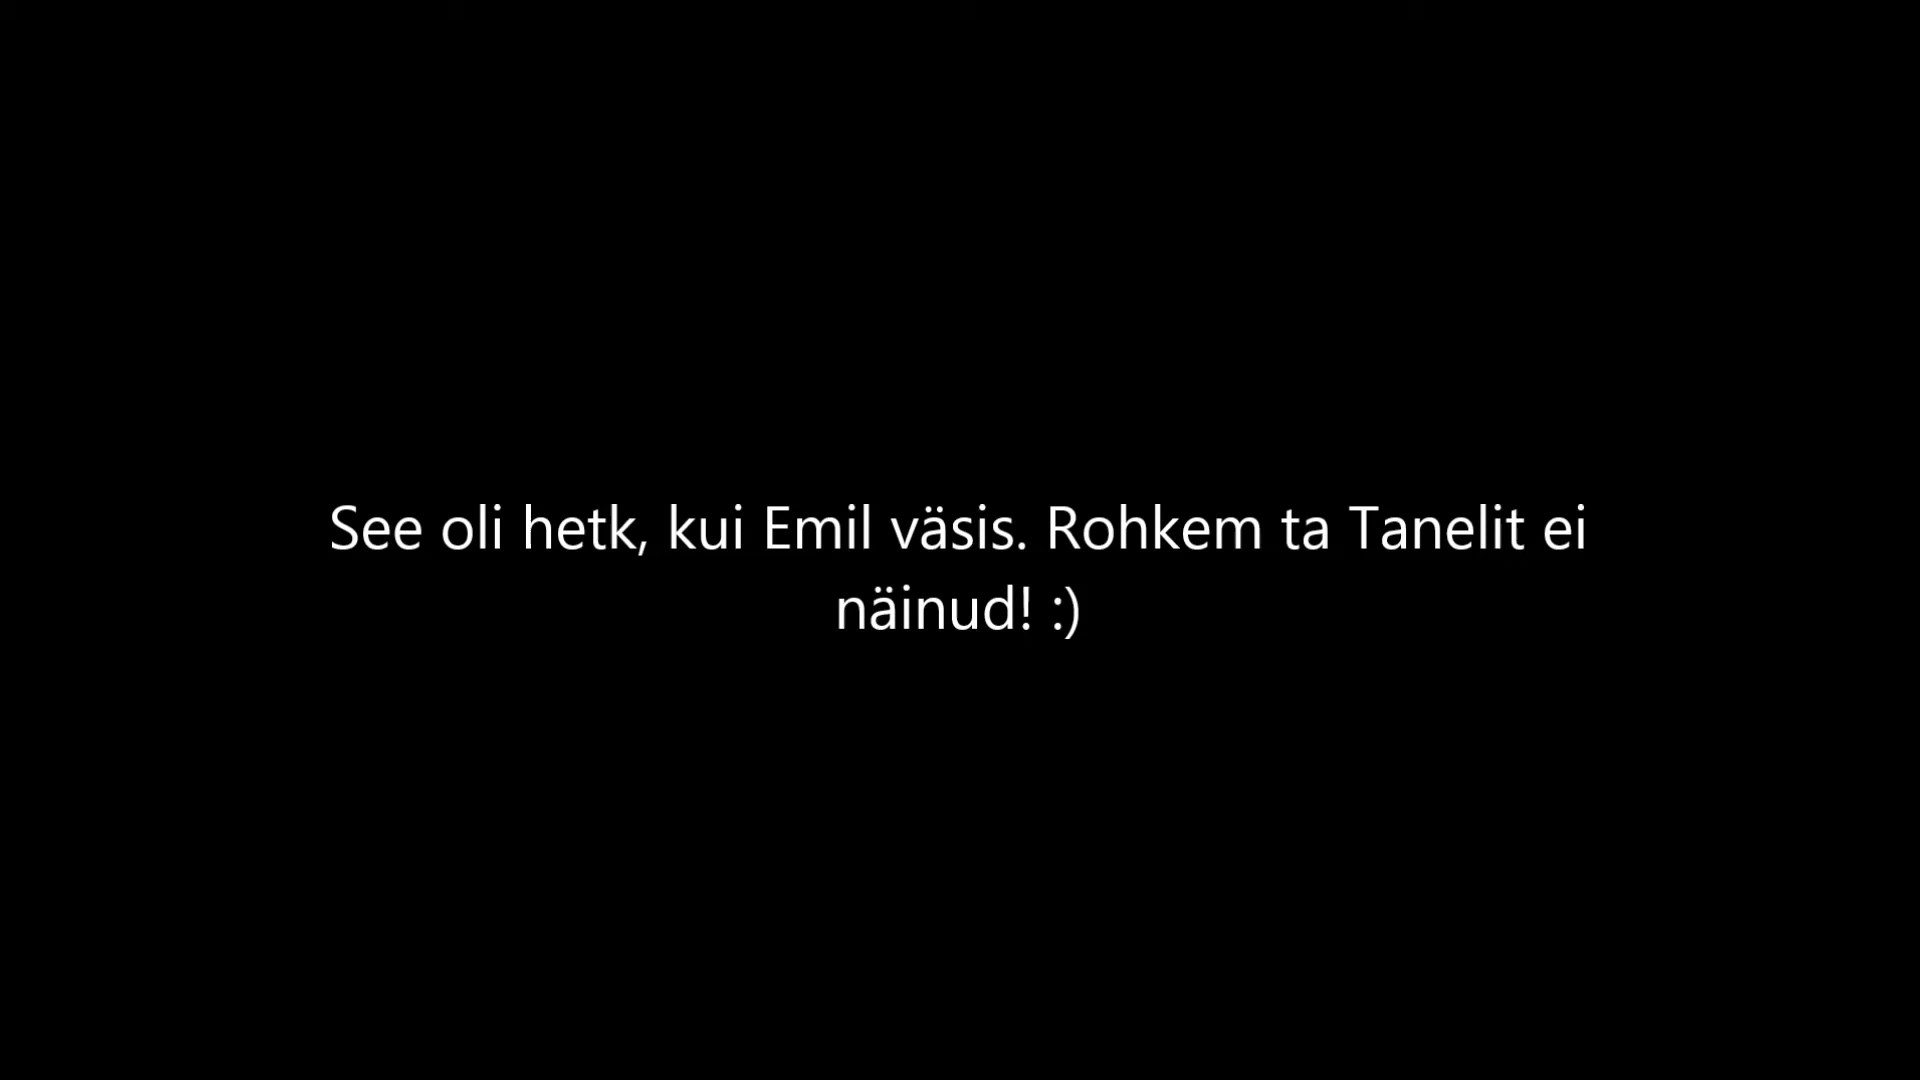 See oli hetk, kui Emil väsis. Rohkem ta Tanelit ei
näinud! :)